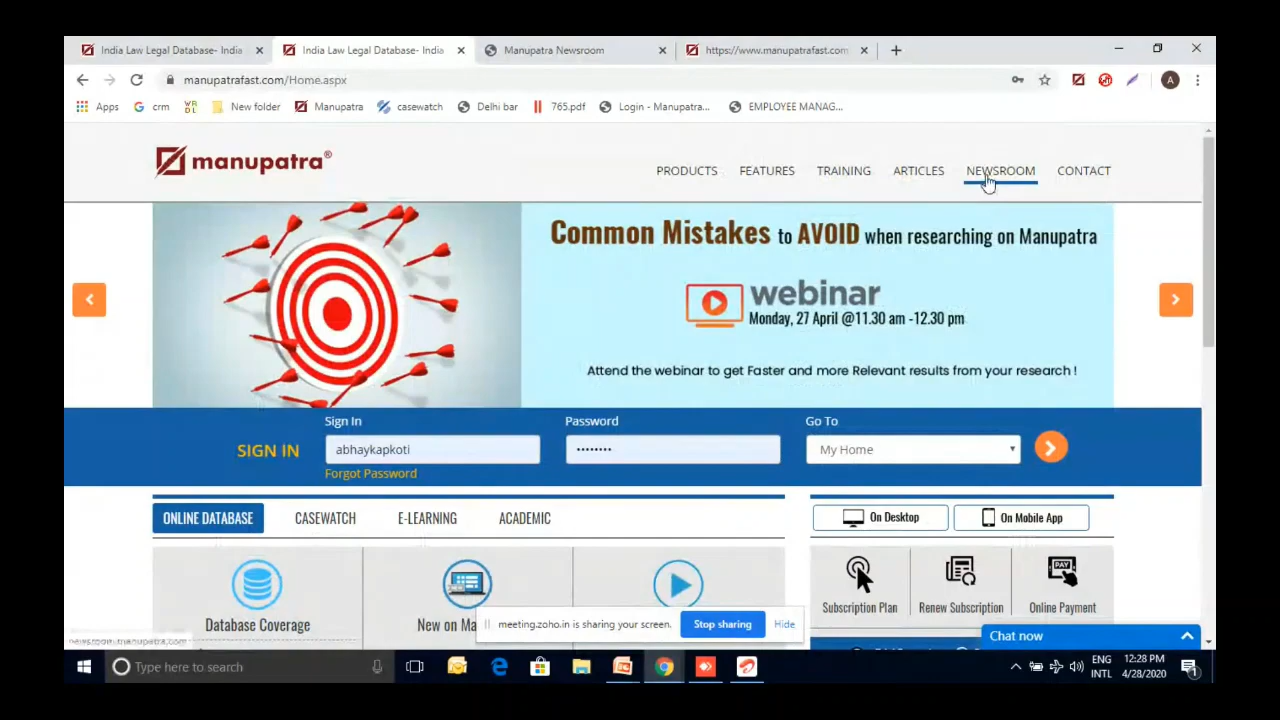 India Law Legal Database- India
India Law Legal Database- India
Manupatra Newsroom
https://www.manupatrafast.com
manupatrafast.com/Home.aspx
A
Apps
crm
New folder
Manupatra
casewatch
Delhi bar
765.pdf
Login - Manupatra...
EMPLOYEE MANAG...
manupatra®
PRODUCTS
FEATURES
TRAINING
ARTICLES
NEWSROOM
CONTACT
Common Mistakes to AVOID when researching on Manupatra
webinar
Monday, 27 April @11.30 am -12.30 pm
Attend the webinar to get Faster and more Relevant results from your research !
SIGN IN
Sign In
Password
Go To
abhaykapkoti
••••••••
My Home
Forgot Password
ONLINE DATABASE
CASEWATCH
E-LEARNING
ACADEMIC
On Desktop
On Mobile App
Database Coverage
New on Ma
PAY
Subscription Plan
Renew Subscription
Online Payment
meeting.zoho.in is sharing your screen.
Stop sharing
Hide
Chat now
newsroom.manupatra.com
Type here to search
ENG
INTL
12:28 PM
4/28/2020
1